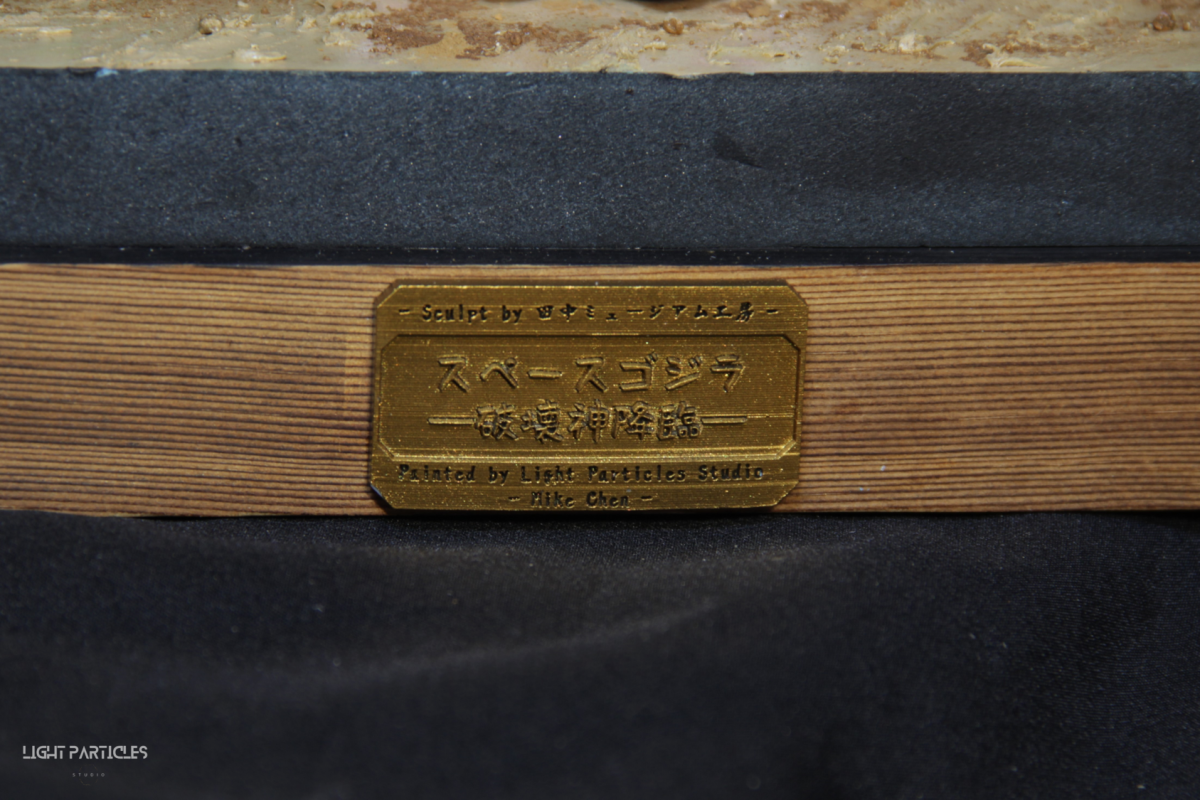 - Sculpt by 田中ミュージアム工房 -
スペースゴジラ
破壊神降臨
Painted by Light Particles Studio
- Mike Chen -
LIGHT PARTICLES
STUDIO